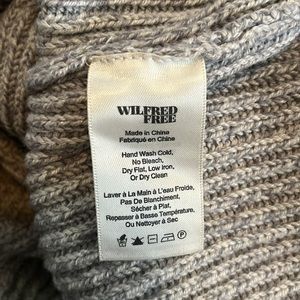 WILFRED
FREE
Made in China
Fabriqué en Chine
Hand Wash Cold,
No Bleach,
Dry Flat, Low iron,
Or Dry Clean
Laver à La Main à L'eau Froide,
Pas De Blanchiment,
Sécher à Plat,
Repasser à Basse Température,
Ou Nettoyer à Sec
P